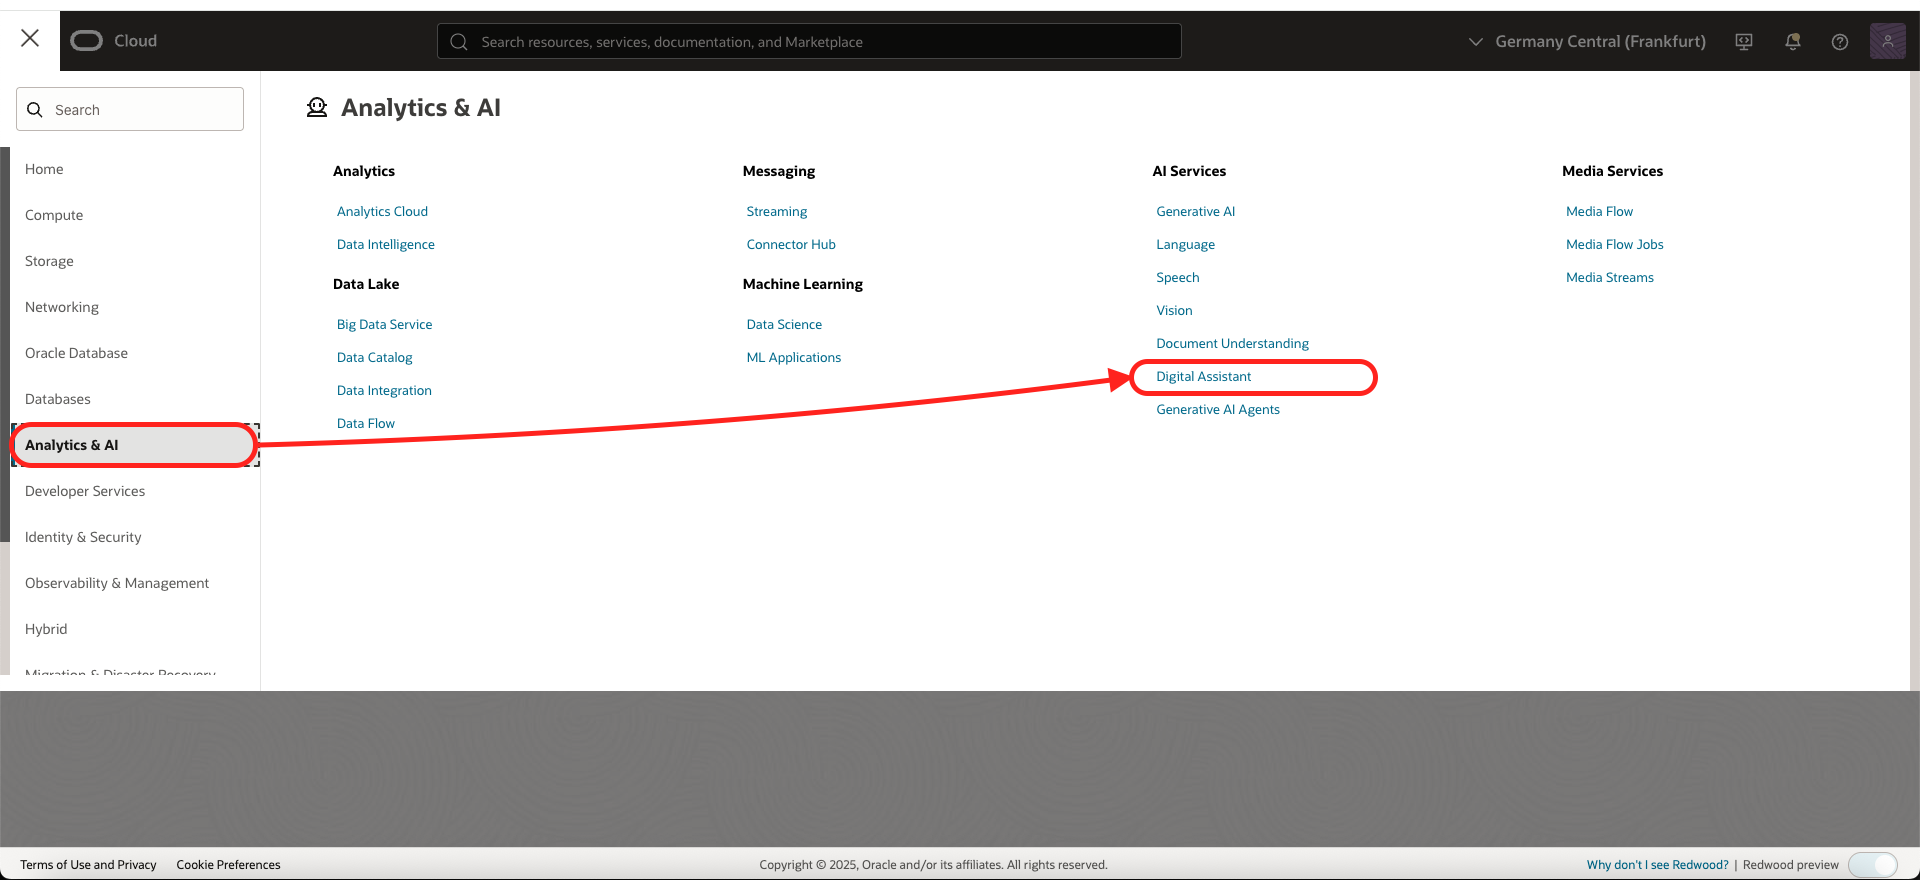 Cloud
Search resources, services, documentation, and Marketplace
Germany Central (Frankfurt)
Search
Home
Compute
Storage
Networking
Oracle Database
Databases
Analytics & AI
Developer Services
Identity & Security
Observability & Management
Hybrid
Migration & Disaster Recovery
Analytics & AI
Analytics
Analytics Cloud
Data Intelligence
Data Lake
Big Data Service
Data Catalog
Data Integration
Data Flow
Messaging
Streaming
Connector Hub
Machine Learning
Data Science
ML Applications
AI Services
Generative AI
Language
Speech
Vision
Document Understanding
Digital Assistant
Generative AI Agents
Media Services
Media Flow
Media Flow Jobs
Media Streams
Terms of Use and Privacy
Cookie Preferences
Copyright © 2025, Oracle and/or its affiliates. All rights reserved.
Why don't I see Redwood? | Redwood preview